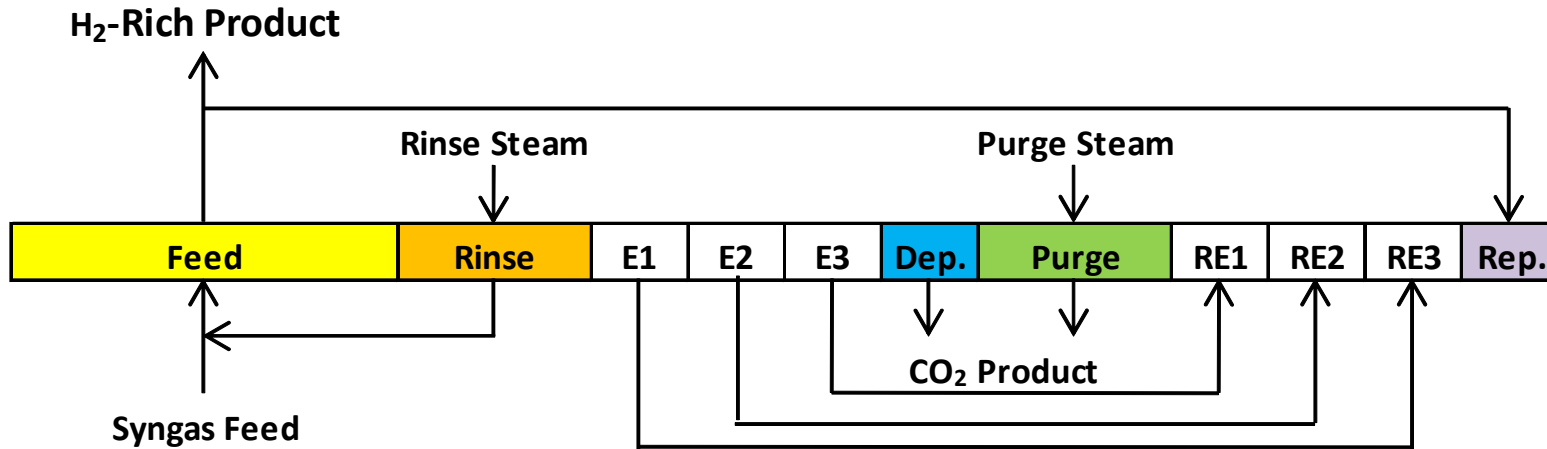 H₂-Rich Product
Rinse Steam
Purge Steam
Feed
Rinse
E1
E2
E3
Dep.
Purge
RE1
RE2
RE3
Rep.
CO₂ Product
Syngas Feed